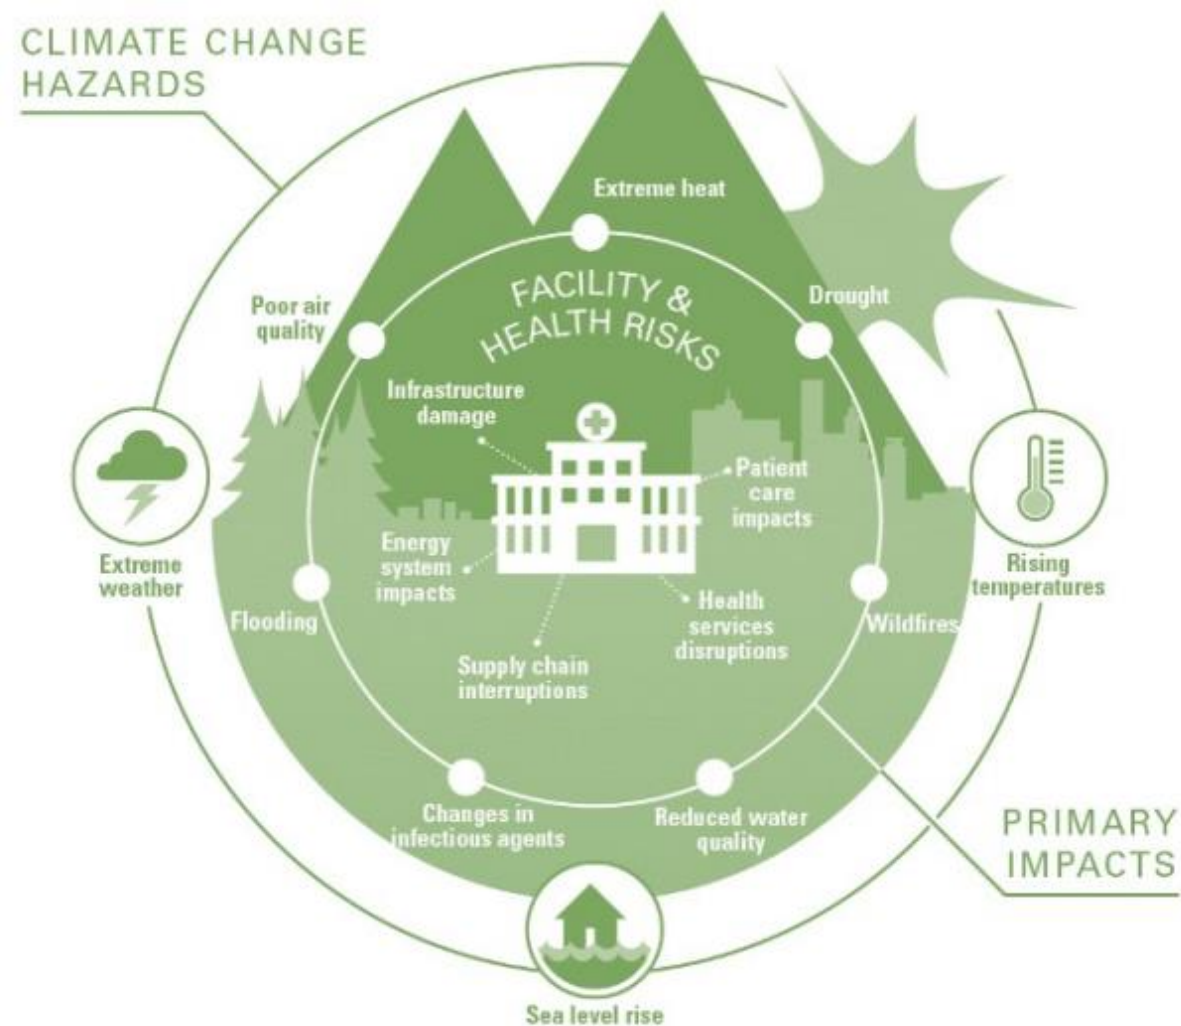 CLIMATE CHANGE
HAZARDS
Extreme heat
Drought
Poor air
quality
FACILITY &
HEALTH RISKS
Infrastructure
damage
Patient
care
impacts
Energy
system
impacts
Health
services
disruptions
Supply chain
interruptions
Extreme
weather
Rising
temperatures
Flooding
Wildfires
Changes in
infectious agents
Reduced water
quality
PRIMARY
IMPACTS
Sea level rise